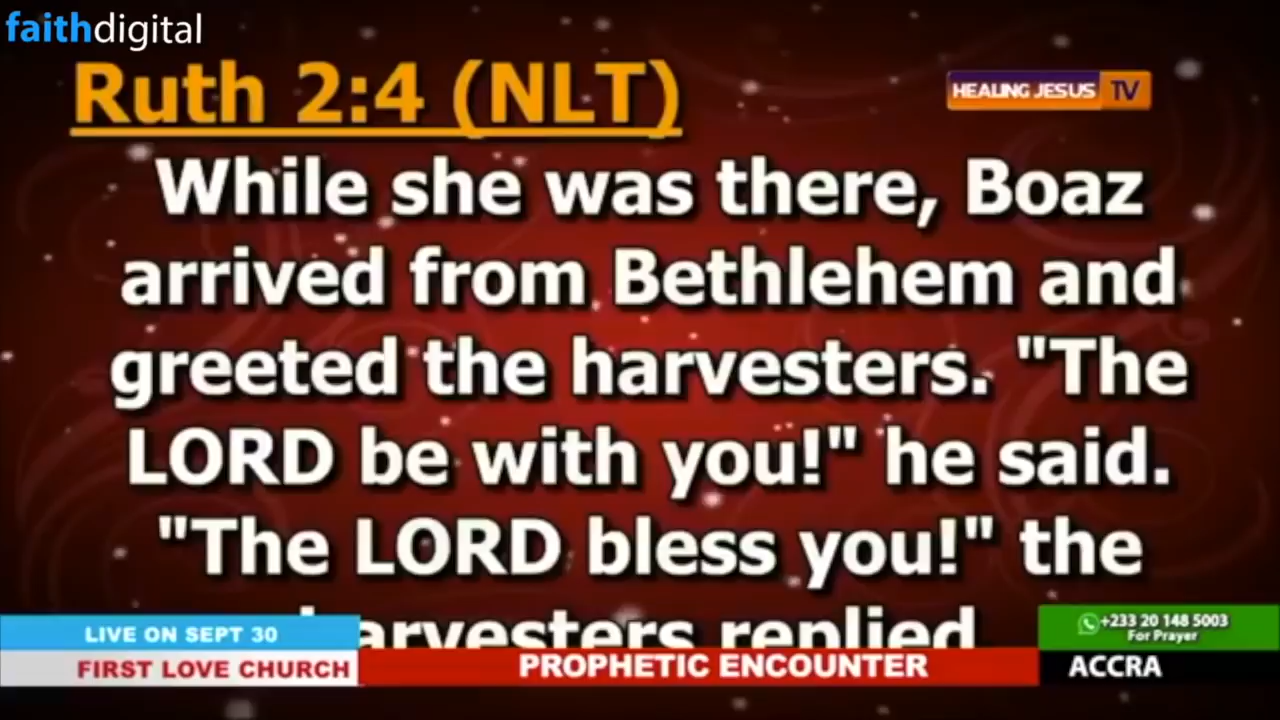 faithdigital
Ruth 2:4 (NLT)
HEALING JESUS TV
While she was there, Boaz
arrived from Bethlehem and
greeted the harvesters. "The
LORD be with you!" he said.
"The LORD bless you!" the
harvesters replied.
LIVE ON SEPT 30
+233 20 148 5003
For Prayer
FIRST LOVE CHURCH
PROPHETIC ENCOUNTER
ACCRA